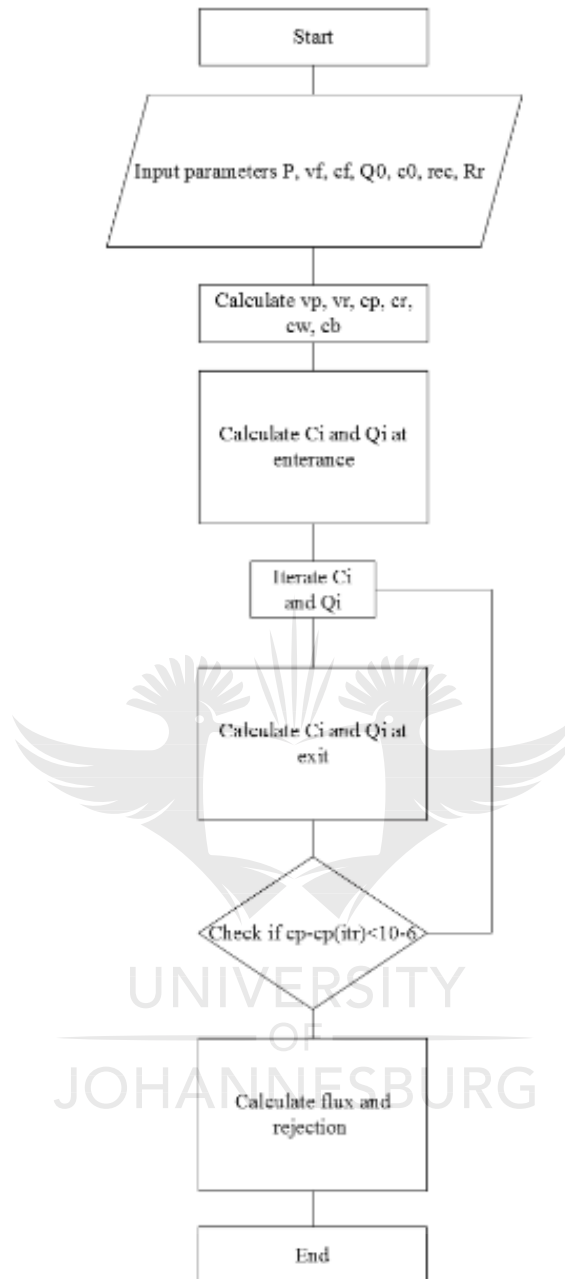 Start
Input parameters P, vf, cf, Q0, c0, rec, Rr
Calculate vp, vr, cp, cr,
cw, cb
Calculate Ci and Qi at
enterance
Iterate Ci
and Qi
Calculate Ci and Qi at
exit
Check if cp-cp(itr)<10-6
UNIVERSITY
OF
JOHANNESBURG
Calculate flux and
rejection
End